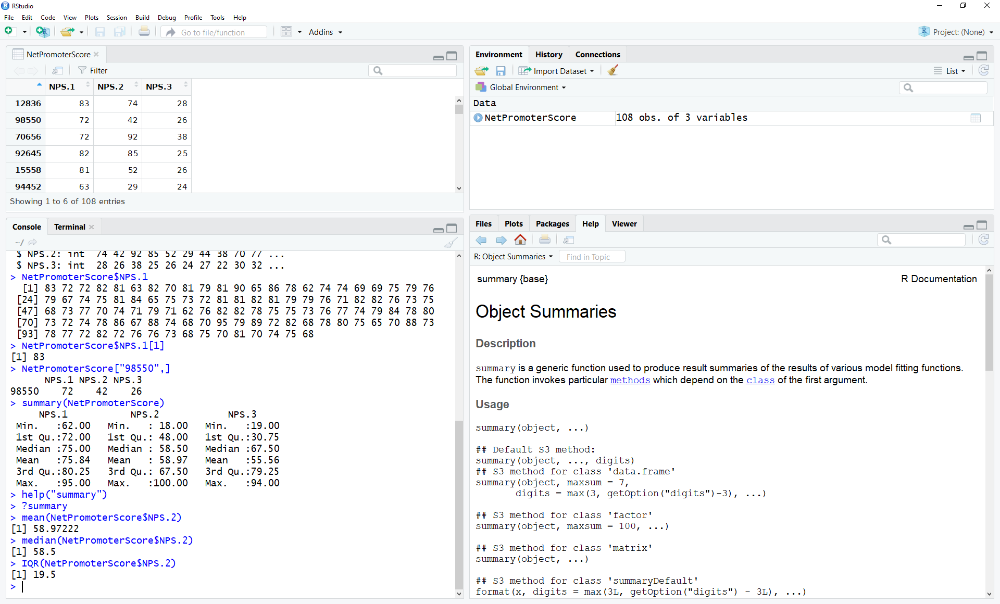 RStudio
File Edit Code View Plots Session Build Debug Profile Tools Help
Go to file/function Addins Project: (None)
NetPromoterScore
Filter
NPS.1 NPS.2 NPS.3
12836 83 74 28
98550 72 42 26
70656 72 92 38
92645 82 85 25
15558 81 52 26
94452 63 29 24
Showing 1 to 6 of 108 entries
Console Terminal
~/
$ NPS.2: int 74 42 92 85 52 29 44 38 70 77 ...
$ NPS.3: int 28 26 38 25 26 24 27 22 30 32 ...
> NetPromoterScore$NPS.1
[1] 83 72 72 82 81 63 82 70 81 79 81 90 65 86 78 62 74 74 69 69 75 79 76
[24] 79 67 74 75 81 84 65 75 73 72 81 81 82 81 79 79 76 71 82 82 76 73 75
[47] 68 73 77 70 74 71 79 71 62 76 82 82 78 75 75 73 76 77 74 79 84 78 80
[70] 73 72 74 78 86 67 88 74 68 70 95 79 89 72 82 68 78 80 75 65 70 88 73
[93] 78 77 72 82 72 76 76 73 68 75 70 81 70 74 75 68
> NetPromoterScore$NPS.1[1]
[1] 83
> NetPromoterScore["98550",]
NPS.1 NPS.2 NPS.3
98550 72 42 26
> summary(NetPromoterScore)
NPS.1 NPS.2 NPS.3
Min. :62.00 Min. : 18.00 Min. :19.00
1st Qu.:72.00 1st Qu.: 48.00 1st Qu.:30.75
Median :75.00 Median : 58.50 Median :67.50
Mean :75.84 Mean : 58.97 Mean :55.56
3rd Qu.:80.25 3rd Qu.: 67.50 3rd Qu.:79.25
Max. :95.00 Max. :100.00 Max. :94.00
> help("summary")
> ?summary
> mean(NetPromoterScore$NPS.2)
[1] 58.97222
> median(NetPromoterScore$NPS.2)
[1] 58.5
> IQR(NetPromoterScore$NPS.2)
[1] 19.5
>
Environment History Connections
Import Dataset List
Global Environment
Data
NetPromoterScore 108 obs. of 3 variables
Files Plots Packages Help Viewer
R: Object Summaries Find in Topic
summary {base} R Documentation
Object Summaries
Description
summary is a generic function used to produce result summaries of the results of various model fitting functions.
The function invokes particular methods which depend on the class of the first argument.
Usage
summary(object, ...)
## Default S3 method:
summary(object, ..., digits)
## S3 method for class 'data.frame'
summary(object, maxsum = 7,
digits = max(3, getOption("digits")-3), ...)
## S3 method for class 'factor'
summary(object, maxsum = 100, ...)
## S3 method for class 'matrix'
summary(object, ...)
## S3 method for class 'summaryDefault'
format(x, digits = max(3L, getOption("digits") - 3L), ...)